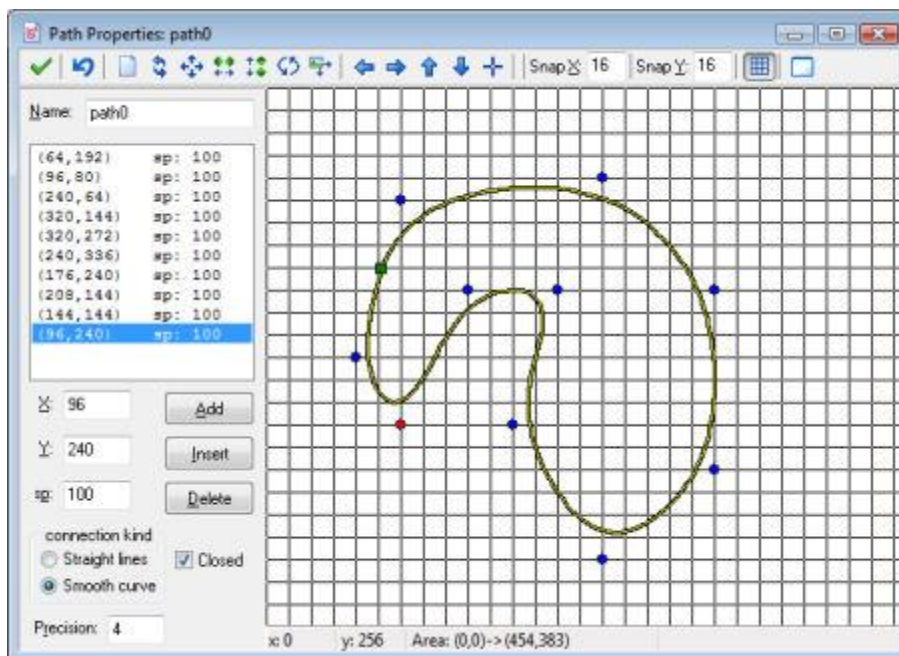 Path Properties: path0
Snap X: 16 Snap Y: 16
Name: path0
(64,192) sp: 100
(96,80) sp: 100
(240,64) sp: 100
(320,144) sp: 100
(320,272) sp: 100
(240,336) sp: 100
(176,240) sp: 100
(208,144) sp: 100
(144,144) sp: 100
(96,240) sp: 100
X: 96 Add
Y: 240 Insert
sp: 100 Delete
connection kind
Straight lines Closed
Smooth curve
Precision: 4
x: 0 y: 256 Area: (0,0)->(454,383)